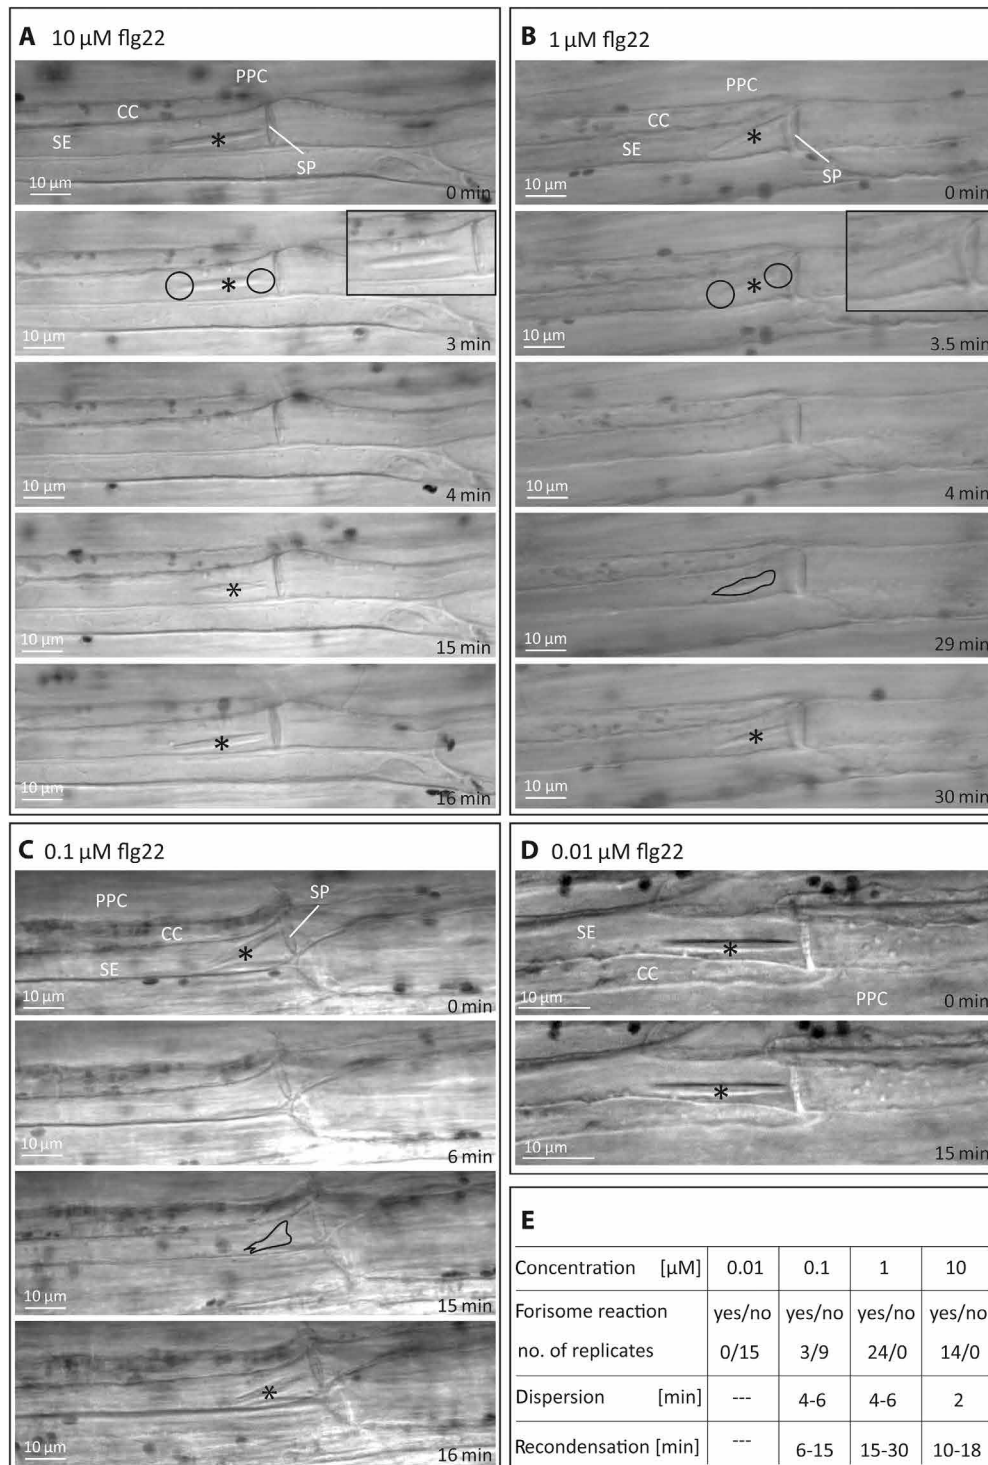 A 10 µM flg22
PPC
CC
*
SE
SP
10 µm
0 min
*
10 µm
3 min
10 µm
4 min
*
10 µm
15 min
*
10 µm
16 min
B 1 µM flg22
PPC
CC
*
SE
SP
10 µm
0 min
*
10 µm
3.5 min
10 µm
4 min
10 µm
29 min
*
10 µm
30 min
C 0.1 µM flg22
PPC
SP
CC
*
SE
10 µm
0 min
10 µm
6 min
10 µm
15 min
*
10 µm
16 min
D 0.01 µM flg22
SE
*
CC
PPC
10 µm
0 min
*
10 µm
15 min
E
Concentration [µM] 0.01 0.1 1 10
Forisome reaction yes/no yes/no yes/no yes/no
no. of replicates 0/15 3/9 24/0 14/0
Dispersion [min] --- 4-6 4-6 2
Recondensation [min] --- 6-15 15-30 10-18